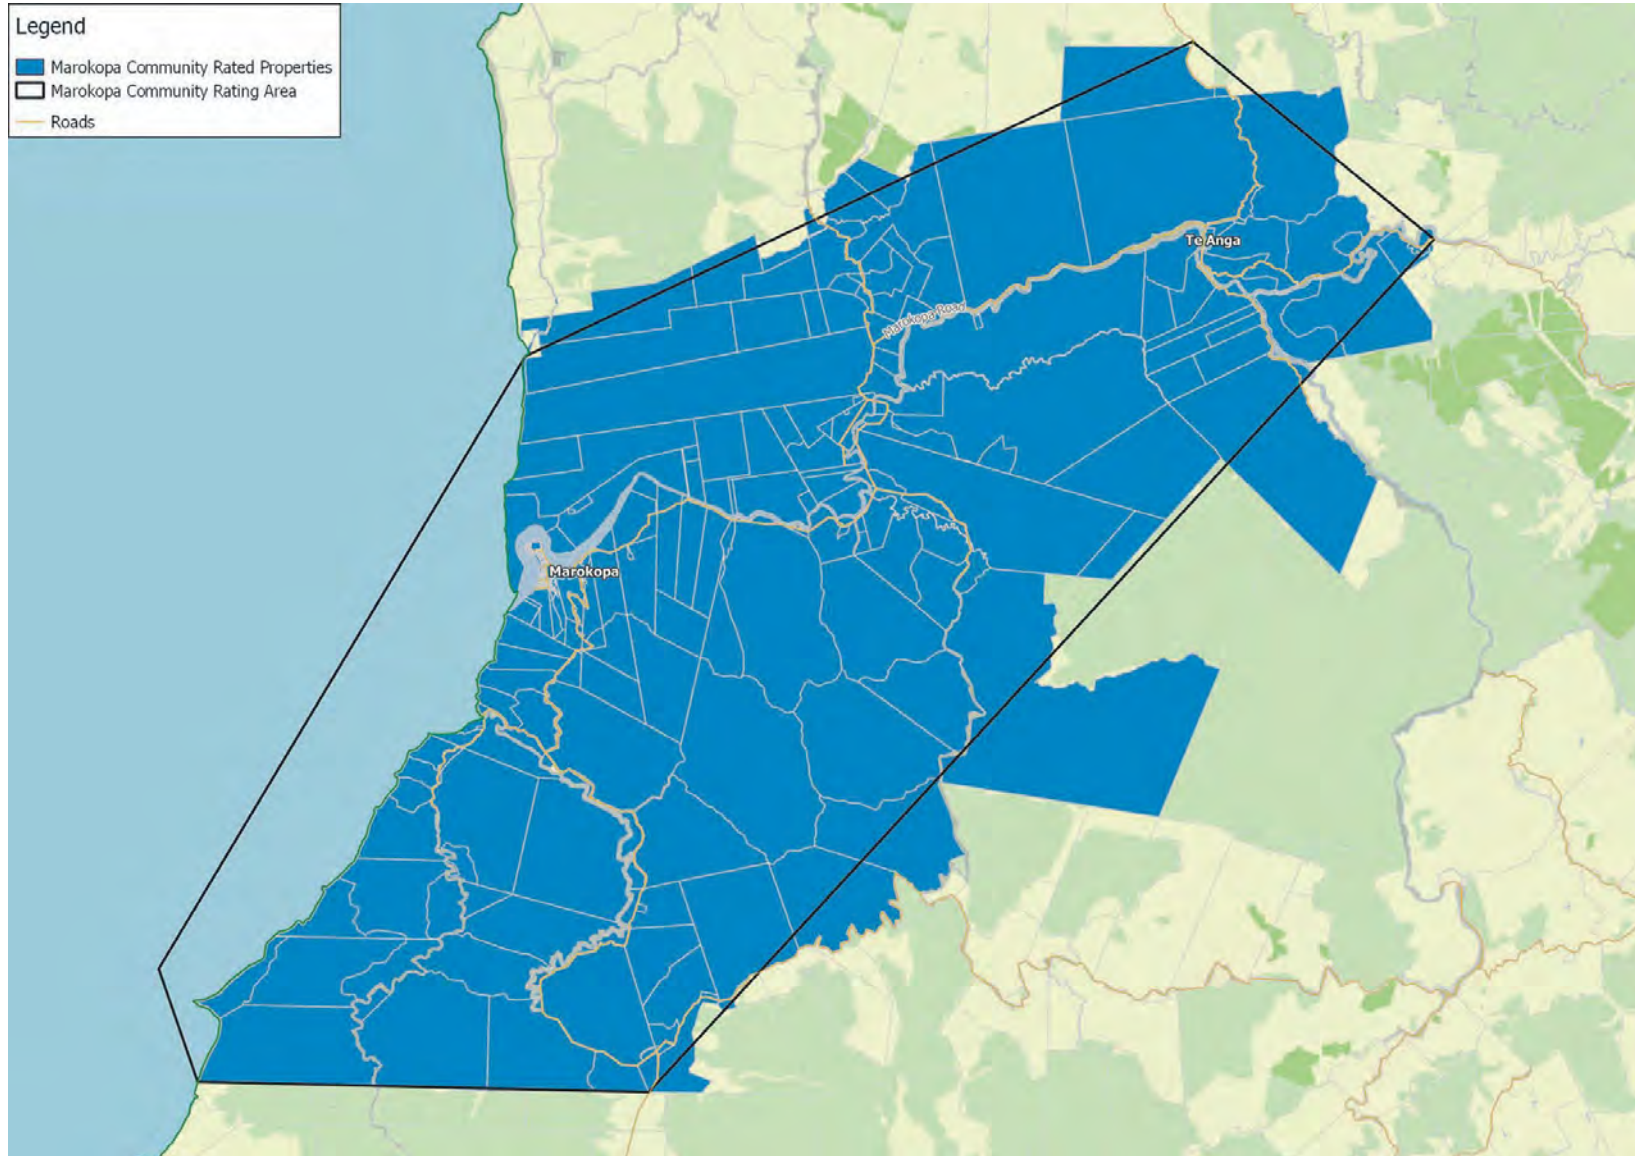 Legend
Marokopa Community Rated Properties
Marokopa Community Rating Area
Roads
Te Anga
Marokopa Road
Marokopa